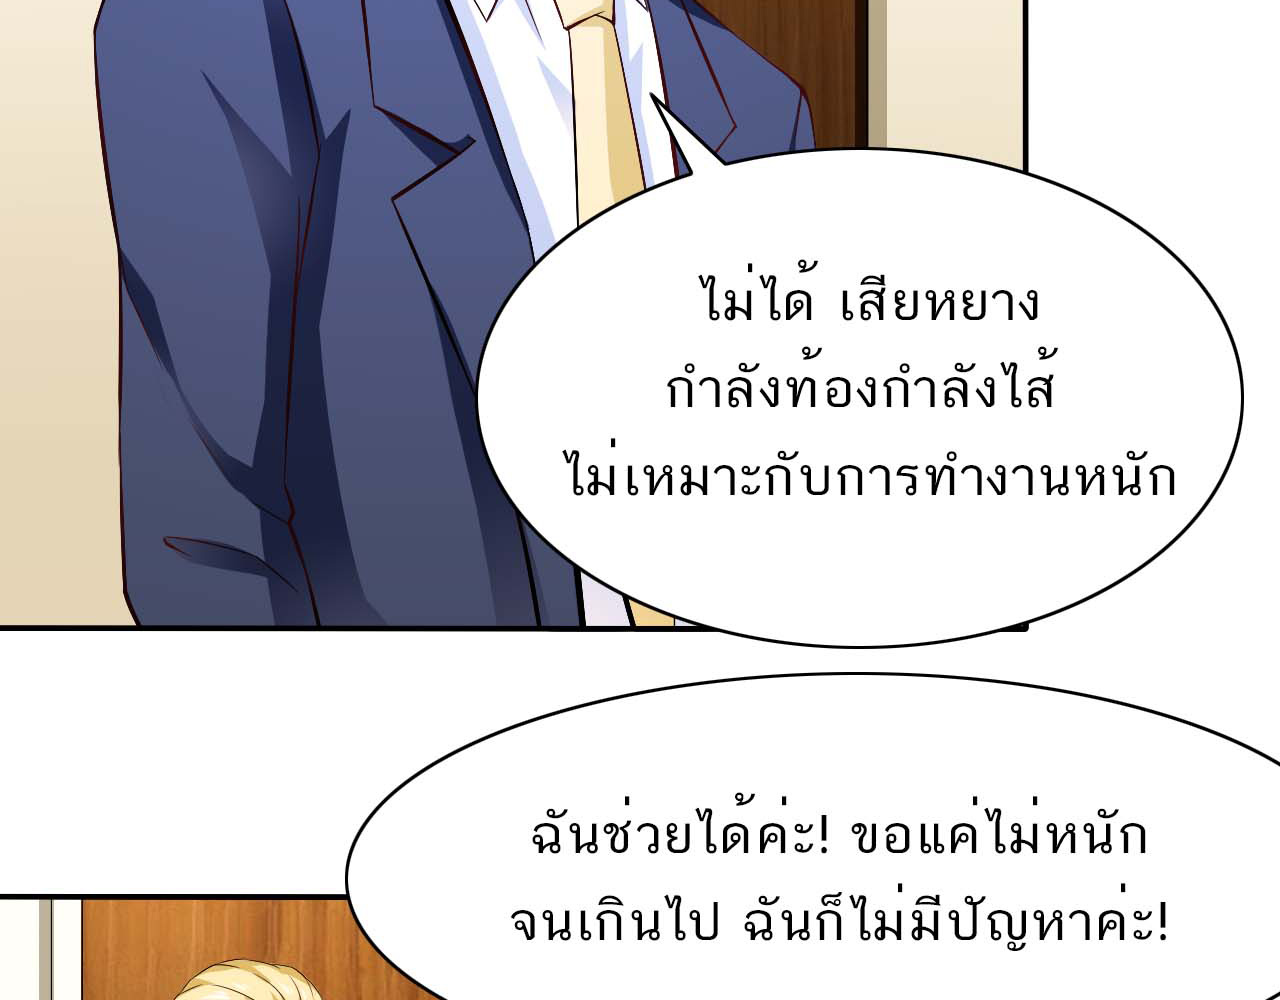 ไม่ได้ เสียหยาง
กำลังท้องกำลังไส้
ไม่เหมาะกับการทำงานหนัก
ฉันช่วยได้ค่ะ! ขอแค่ไม่หนัก
จนเกินไป ฉันก็ไม่มีปัญหาค่ะ!